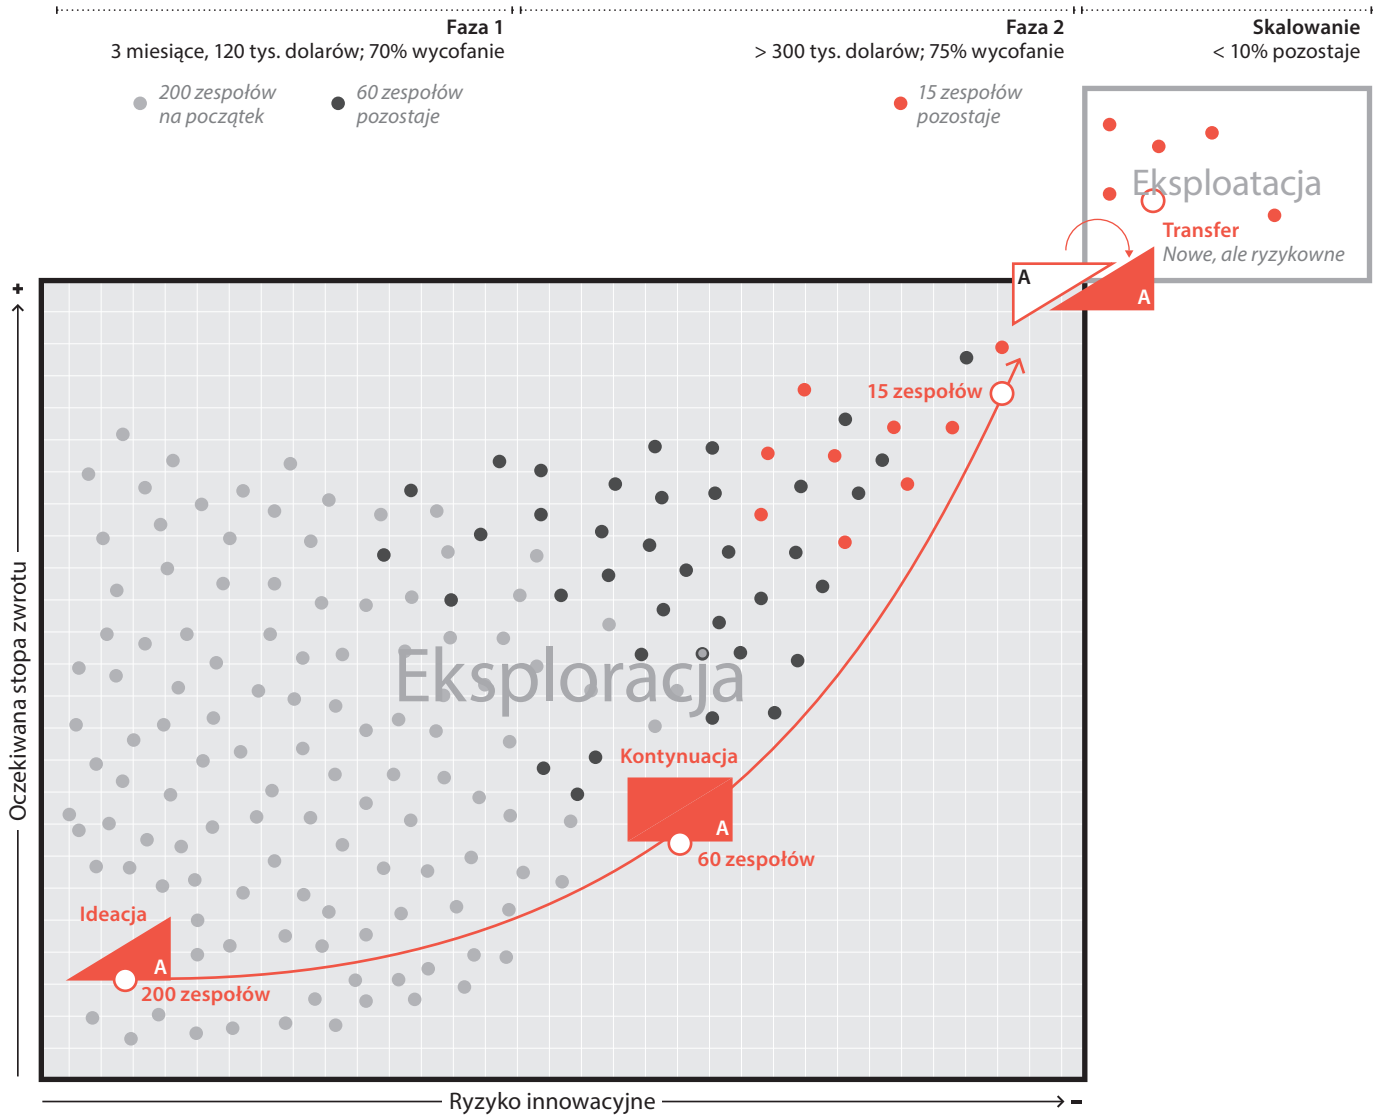 Faza 1
3 miesiące, 120 tys. dolarów; 70% wycofanie
Faza 2
> 300 tys. dolarów; 75% wycofanie
Skalowanie
< 10% pozostaje
200 zespołów
na początek
60 zespołów
pozostaje
15 zespołów
pozostaje
Eksploatacja
Transfer
Nowe, ale ryzykowne
A
A
+
15 zespołów
Oczekiwana stopa zwrotu
Eksploracja
Kontynuacja
A
60 zespołów
Ideacja
A
200 zespołów
Ryzyko innowacyjne
-